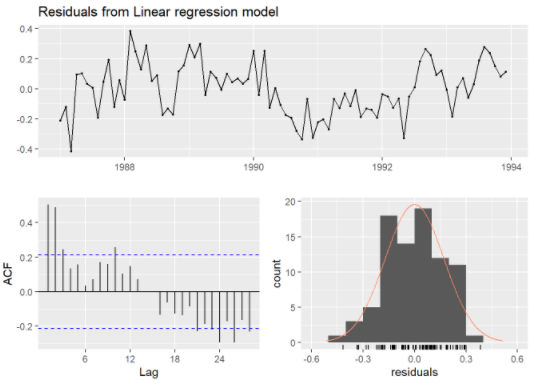 Residuals from Linear regression model
0.4
0.2
0.0
-0.2
-0.4
1988 1990 1992 1994
ACF
0.4
0.2
0.0
-0.2
6 12 18 24
Lag
count
20
15
10
5
0
-0.6 -0.3 0.0 0.3 0.6
residuals